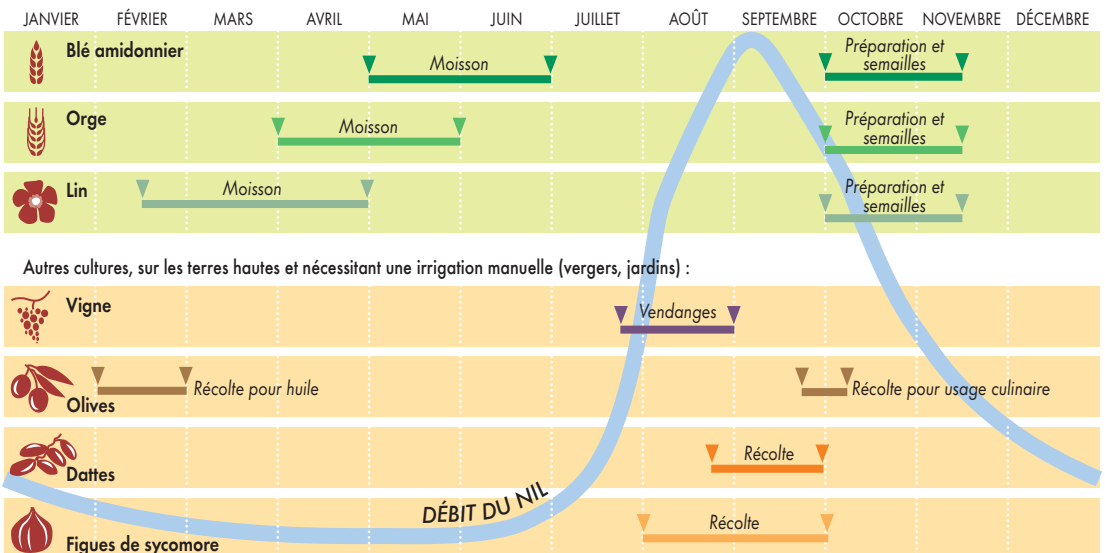 JANVIER FÉVRIER MARS AVRIL MAI JUIN JUILLET AOÛT SEPTEMBRE OCTOBRE NOVEMBRE DÉCEMBRE
Blé amidonnier
Moisson
Préparation et
semailles
Orge
Moisson
Préparation et
semailles
Lin
Moisson
Préparation et
semailles
Autres cultures, sur les terres hautes et nécessitant une irrigation manuelle (vergers, jardins) :
Vigne
Vendanges
Olives
Récolte pour huile
Récolte pour usage culinaire
Dattes
Récolte
DÉBIT DU NIL
Figues de sycomore
Récolte